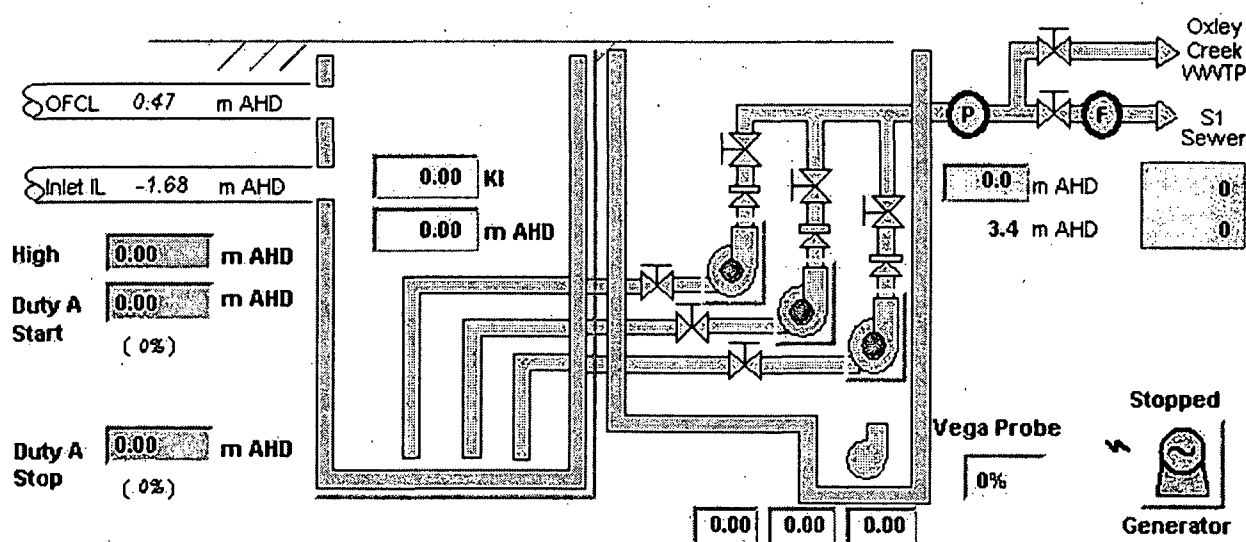 Oxley
Creek
WWTP
OFCL 0.47 m AHD
P
F
S1
Sewer
Inlet IL -1.68 m AHD
0.00 Kl
0.00 m AHD
0.0 m AHD
0
3.4 m AHD
0
High 0.00 m AHD
Duty A
Start
0.00 m AHD
(0%)
Duty A
Stop
0.00 m AHD
(0%)
Vega Probe
0%
Stopped
Generator
0.00 0.00 0.00